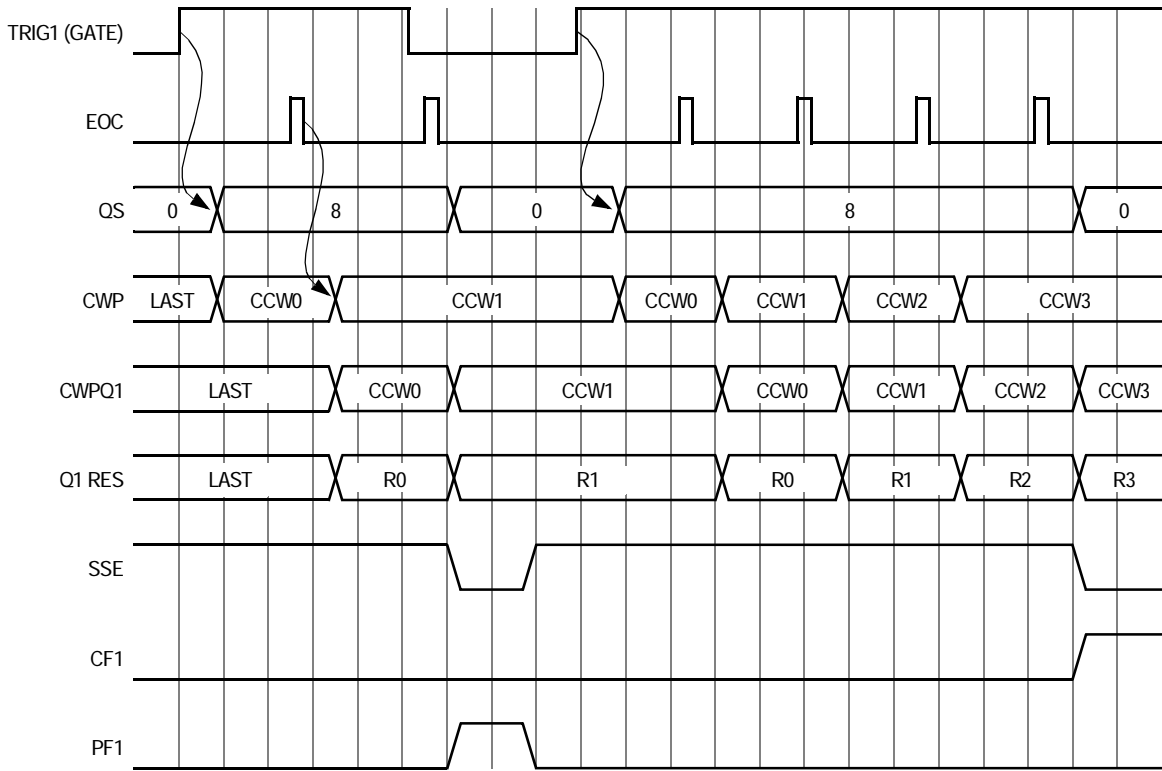 TRIG1 (GATE)
EOC
QS 0 8 0 8 0
CWP LAST CCW0 CCW1 CCW0 CCW1 CCW2 CCW3
CWPQ1 LAST CCW0 CCW1 CCW0 CCW1 CCW2 CCW3
Q1 RES LAST R0 R1 R0 R1 R2 R3
SSE
CF1
PF1